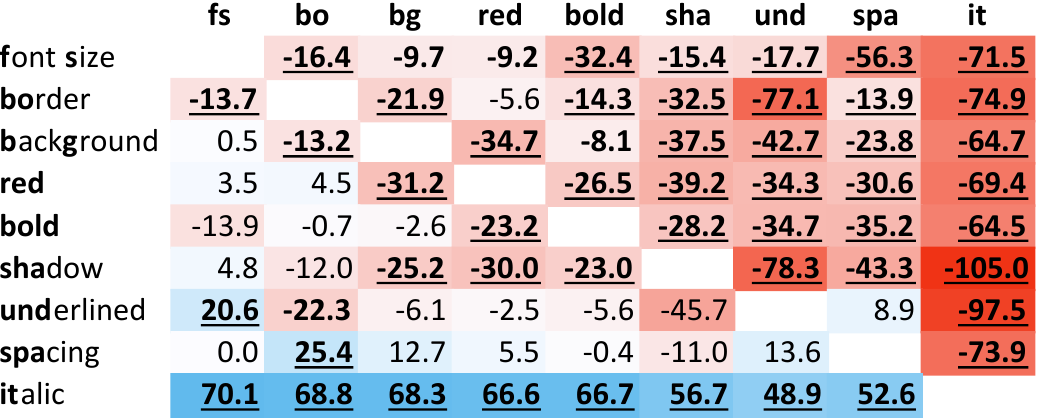 fs bo bg red bold sha und spa it
font size -16.4 -9.7 -9.2 -32.4 -15.4 -17.7 -56.3 -71.5
border -13.7 -21.9 -5.6 -14.3 -32.5 -77.1 -13.9 -74.9
background 0.5 -13.2 -34.7 -8.1 -37.5 -42.7 -23.8 -64.7
red 3.5 4.5 -31.2 -26.5 -39.2 -34.3 -30.6 -69.4
bold -13.9 -0.7 -2.6 -23.2 -28.2 -34.7 -35.2 -64.5
shadow 4.8 -12.0 -25.2 -30.0 -23.0 -78.3 -43.3 -105.0
underlined 20.6 -22.3 -6.1 -2.5 -5.6 -45.7 8.9 -97.5
spacing 0.0 25.4 12.7 5.5 -0.4 -11.0 13.6 -73.9
italic 70.1 68.8 68.3 66.6 66.7 56.7 48.9 52.6